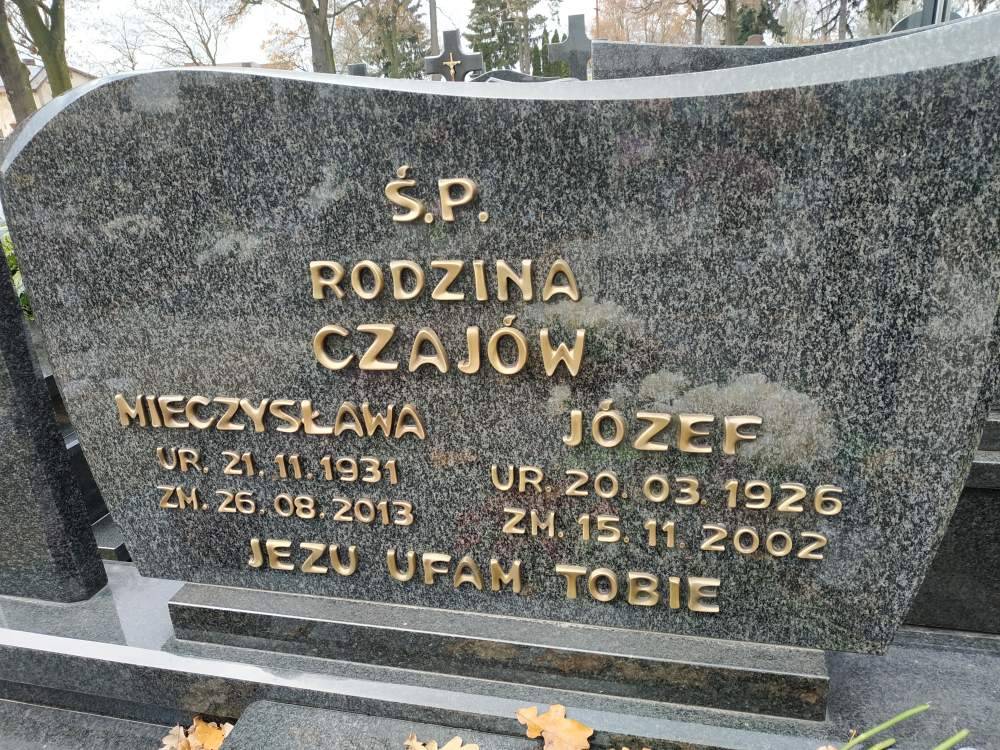 Ś.P.
RODZINA
CZAJÓW
MIECZYSŁAWA
UR. 21.11.1931
ZM. 26.08.2013
JÓZEF
UR. 20.03.1926
ZM. 15.11.2002
JEZU UFAM TOBIE